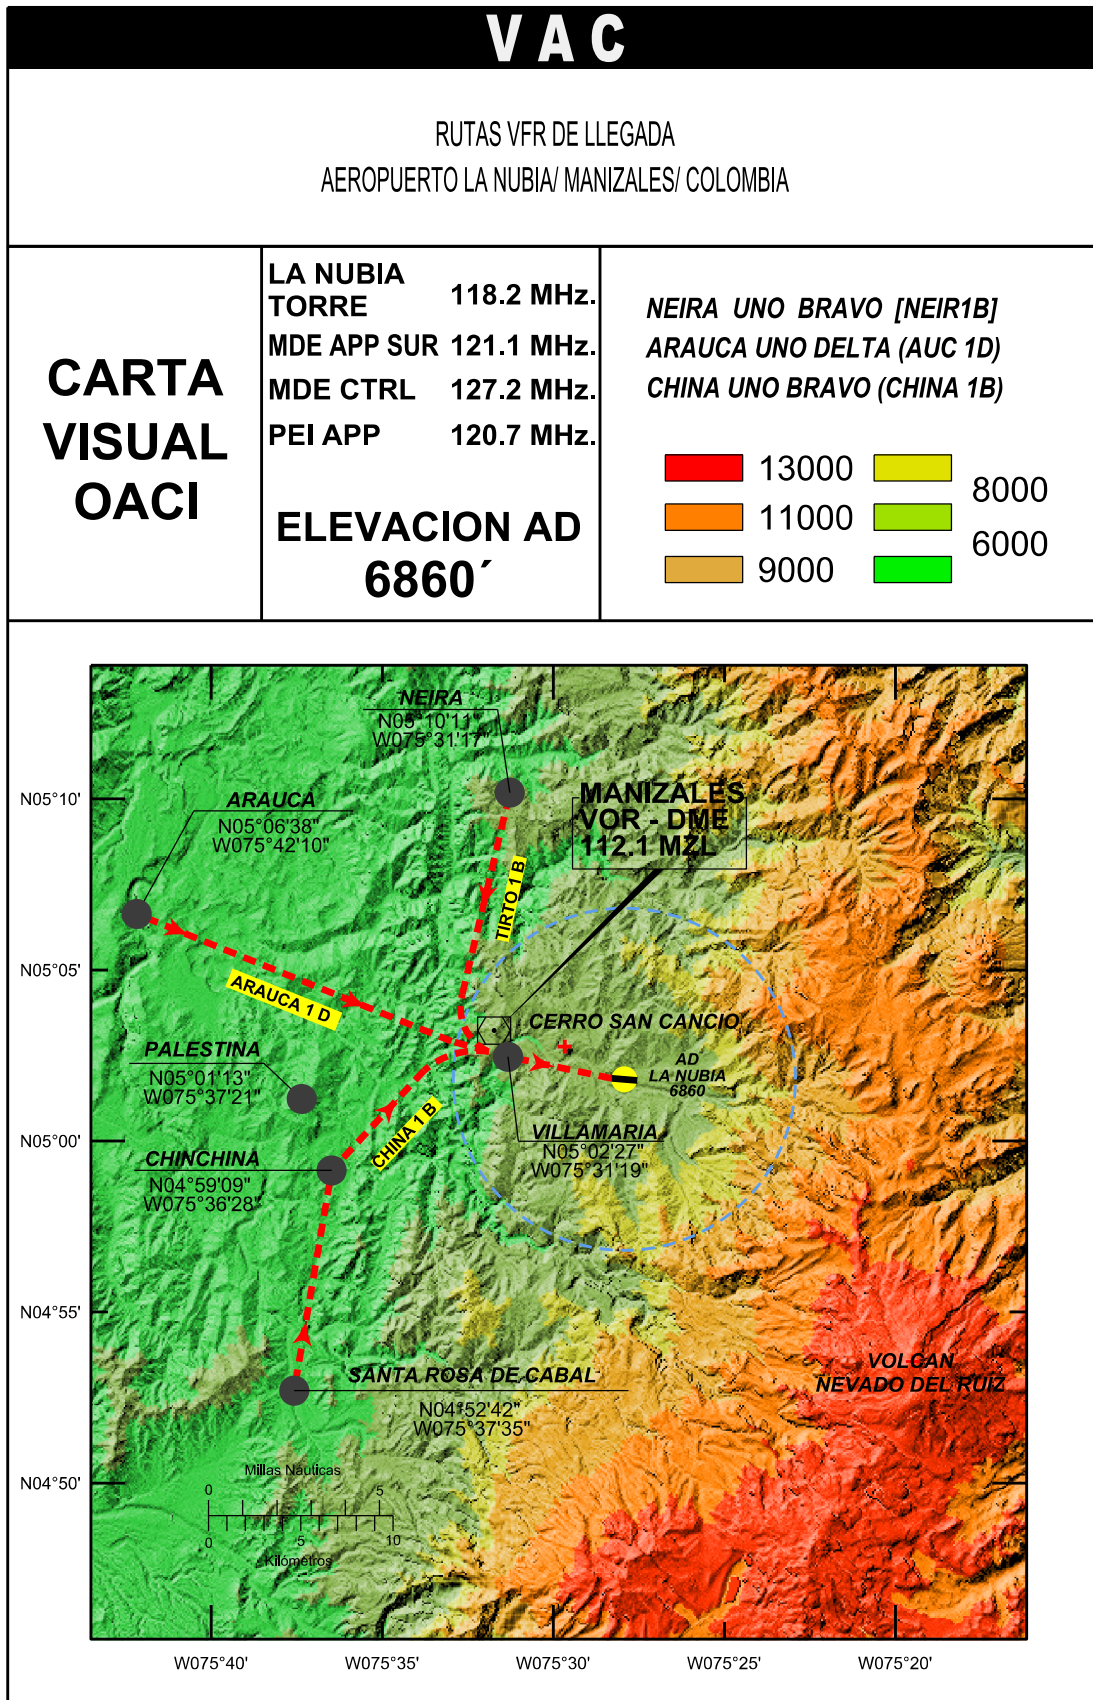 VAC
RUTAS VFR DE LLEGADA
AEROPUERTO LA NUBIA/ MANIZALES/ COLOMBIA
CARTA
VISUAL
OACI
LA NUBIA
TORRE 118.2 MHz.
MDE APP SUR 121.1 MHz.
MDE CTRL 127.2 MHz.
PEI APP 120.7 MHz.
ELEVACION AD
6860´
NEIRA UNO BRAVO [NEIR1B]
ARAUCA UNO DELTA (AUC 1D)
CHINA UNO BRAVO (CHINA 1B)
13000
11000
9000
8000
6000
NEIRA
N05°10'11"
W075°31'17"
N05°10'
ARAUCA
N05°06'38"
W075°42'10"
MANIZALES
VOR - DME
112.1 MZL
TIRTO 1 B
N05°05'
ARAUCA 1 D
CERRO SAN CANCIO
PALESTINA
N05°01'13"
W075°37'21"
AD
LA NUBIA
6860
CHINA 1 B
N05°00'
VILLAMARIA
N05°02'27"
W075°31'19"
CHINCHINA
N04°59'09"
W075°36'28"
N04°55'
SANTA ROSA DE CABAL
N04°52'42"
W075°37'35"
VOLCAN
NEVADO DEL RUIZ
N04°50'
Millas Nauticas
0 5
0 5 10
Kilómetros
W075°40' W075°35' W075°30' W075°25' W075°20'